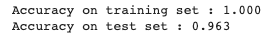 Accuracy on training set : 1.000
Accuracy on test set : 0.963